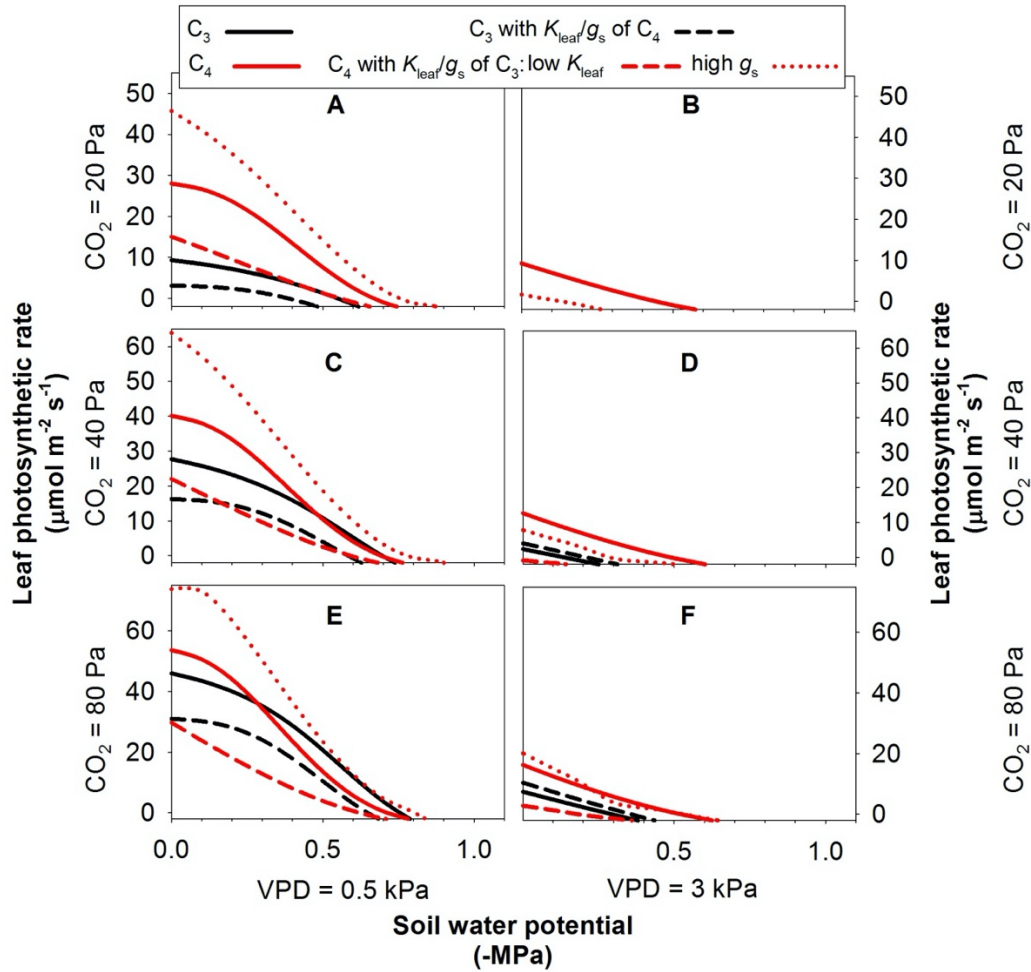 C3 C3 with Kleaf/gs of C4
C4 C4 with Kleaf/gs of C3: low Kleaf high gs
A
B
50
40
30
20
10
0
CO2 = 20 Pa
50
40
30
20
10
0
CO2 = 20 Pa
C
D
60
50
40
30
20
10
0
Leaf photosynthetic rate
(µmol m-2 s-1)
CO2 = 40 Pa
60
50
40
30
20
10
0
Leaf photosynthetic rate
(µmol m-2 s-1)
CO2 = 40 Pa
E
F
60
40
20
0
CO2 = 80 Pa
60
40
20
0
CO2 = 80 Pa
0.0 0.5 1.0 0.5 1.0
VPD = 0.5 kPa VPD = 3 kPa
Soil water potential
(-MPa)